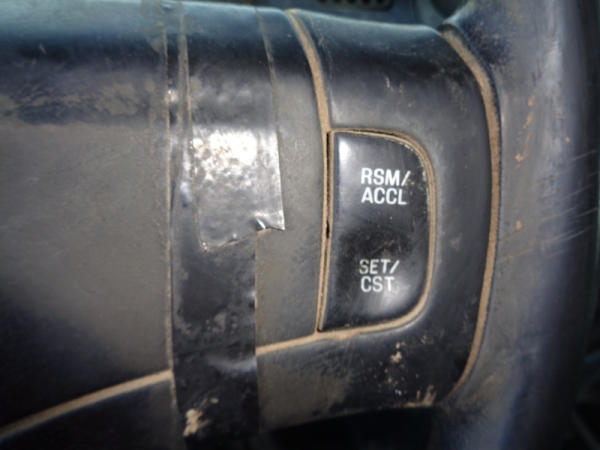 RSM/
ACCL
SET/
CST